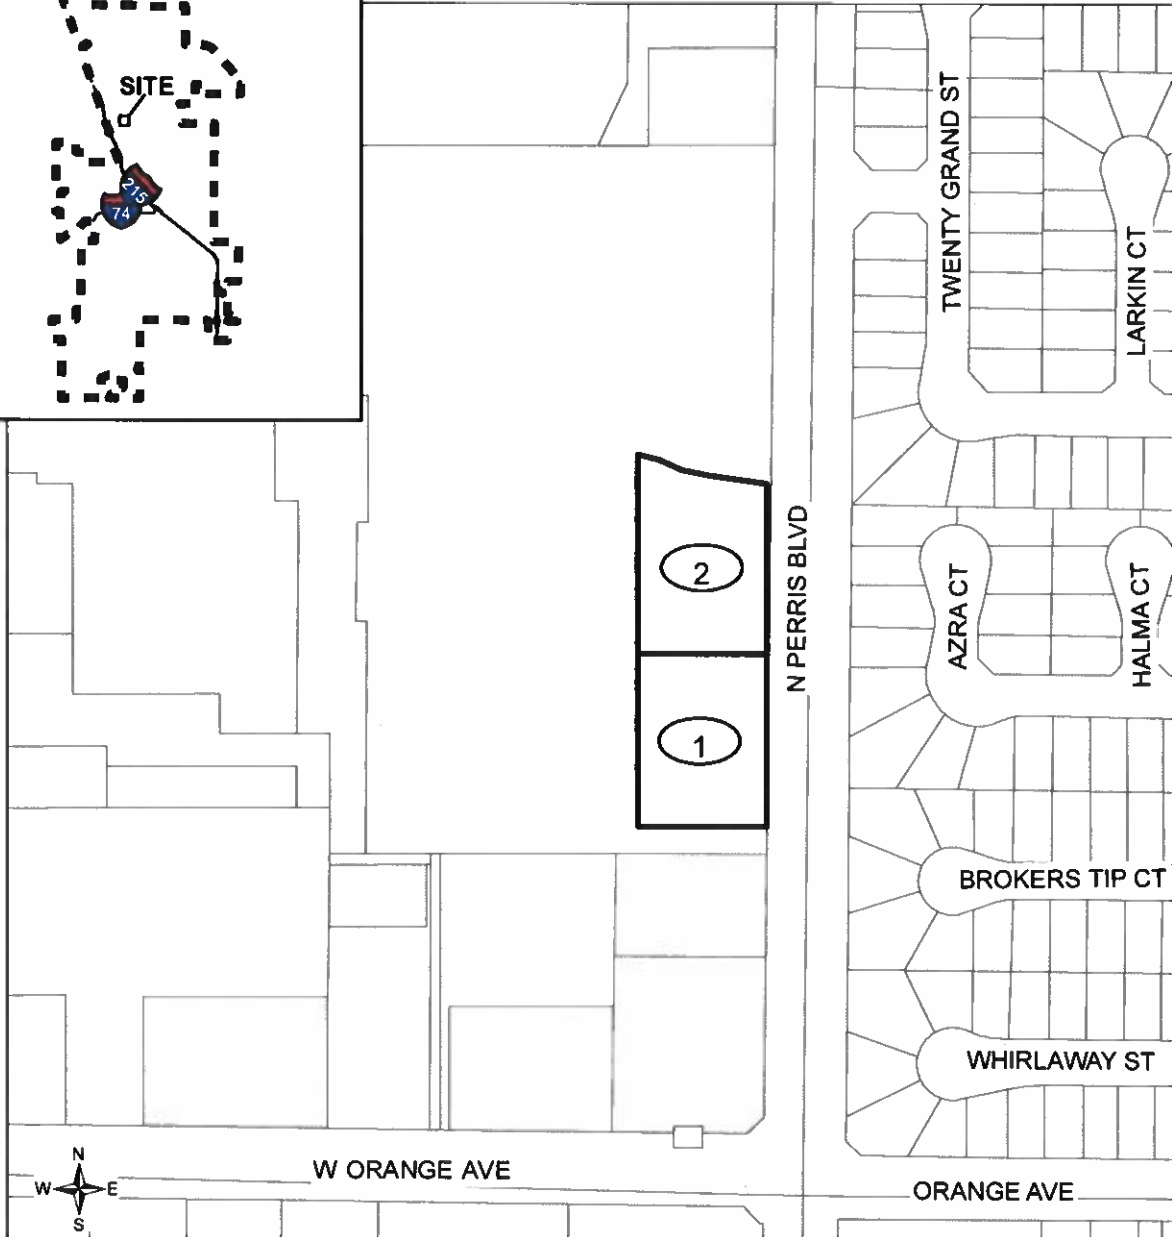 SITE
215
74
TWENTY GRAND ST
LARKIN CT
N PERRIS BLVD
2
1
AZRA CT
HALMA CT
BROKERS TIP CT
WHIRLAWAY ST
N
W E
S
W ORANGE AVE
ORANGE AVE